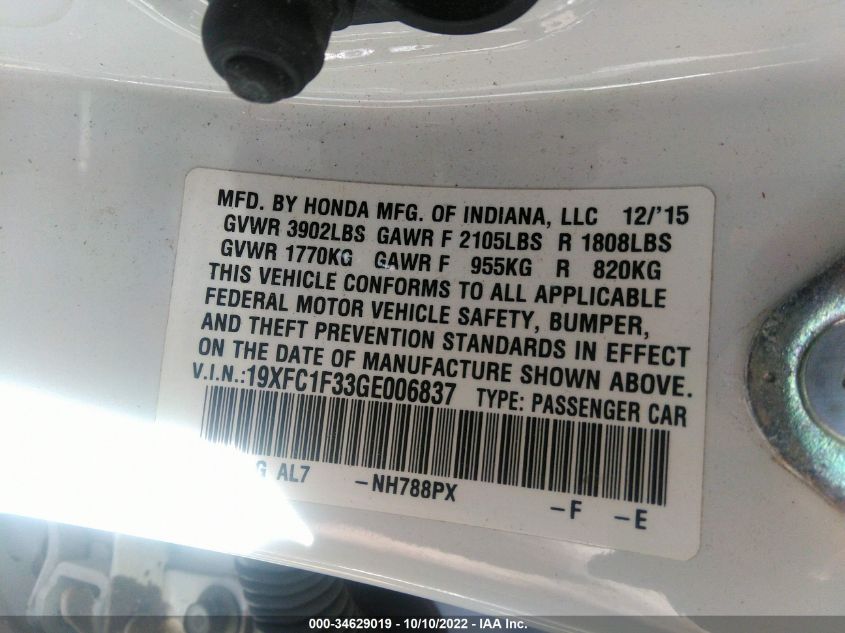 MFD. BY HONDA MFG. OF INDIANA, LLC 12/'15
GVWR 3902LBS GAWR F 2105LBS R 1808LBS
GVWR 1770KG GAWR F 955KG R 820KG
THIS VEHICLE CONFORMS TO ALL APPLICABLE
FEDERAL MOTOR VEHICLE SAFETY, BUMPER,
AND THEFT PREVENTION STANDARDS IN EFFECT
ON THE DATE OF MANUFACTURE SHOWN ABOVE.
V.I.N.:19XFC1F33GE006837 TYPE: PASSENGER CAR
G AL7 -NH788PX -F -E
000-34629019 - 10/10/2022 - IAA Inc.